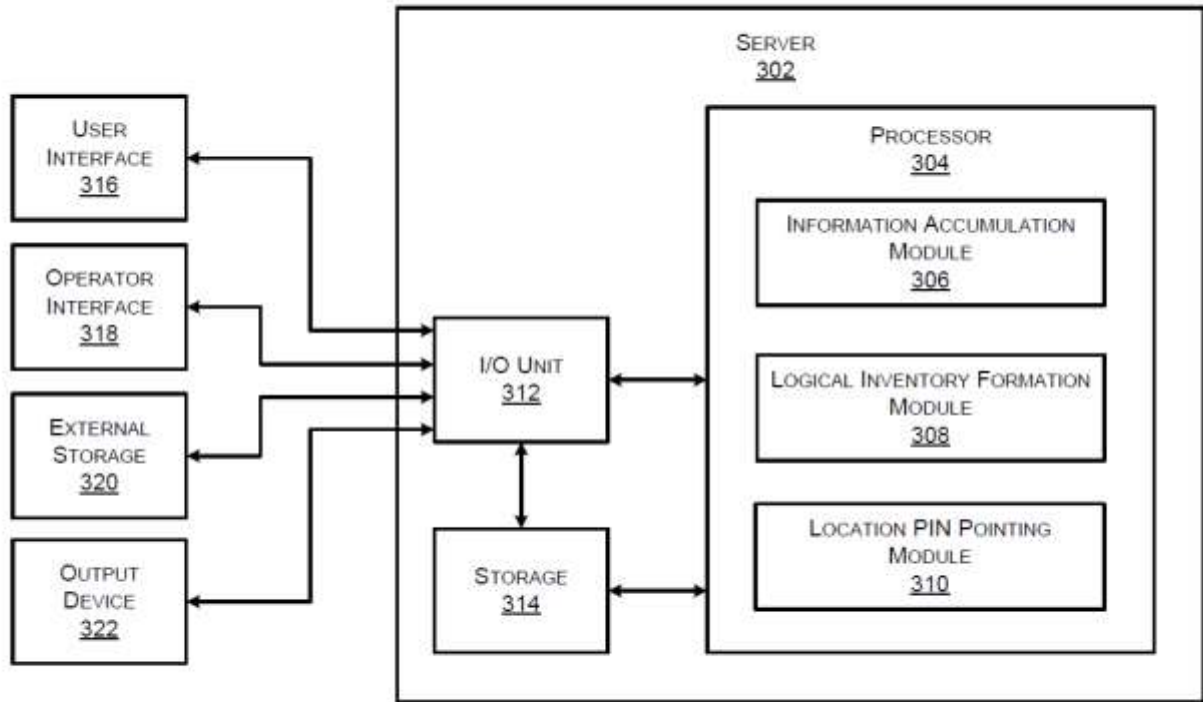 SERVER
302
USER
INTERFACE
316
OPERATOR
INTERFACE
318
EXTERNAL
STORAGE
320
OUTPUT
DEVICE
322
I/O UNIT
312
STORAGE
314
PROCESSOR
304
INFORMATION ACCUMULATION
MODULE
306
LOGICAL INVENTORY FORMATION
MODULE
308
LOCATION PIN POINTING
MODULE
310